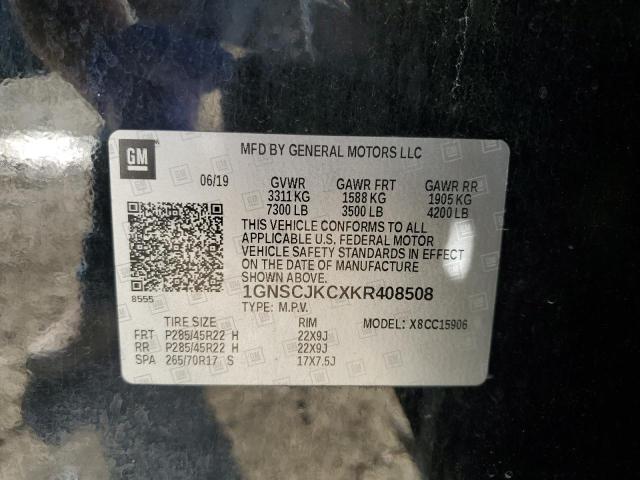 GM
MFD BY GENERAL MOTORS LLC
06/19 GVWR GAWR FRT GAWR RR
3311 KG 1588 KG 1905 KG
7300 LB 3500 LB 4200 LB
THIS VEHICLE CONFORMS TO ALL
APPLICABLE U.S. FEDERAL MOTOR
VEHICLE SAFETY STANDARDS IN EFFECT
ON THE DATE OF MANUFACTURE
SHOWN ABOVE.
8555
1GNSCJKCXKR408508
TYPE: M.P.V.
TIRE SIZE RIM MODEL: X8CC15906
FRT P285/45R22 H 22X9J
RR P285/45R22 H 22X9J
SPA 265/70R17 S 17X7.5J